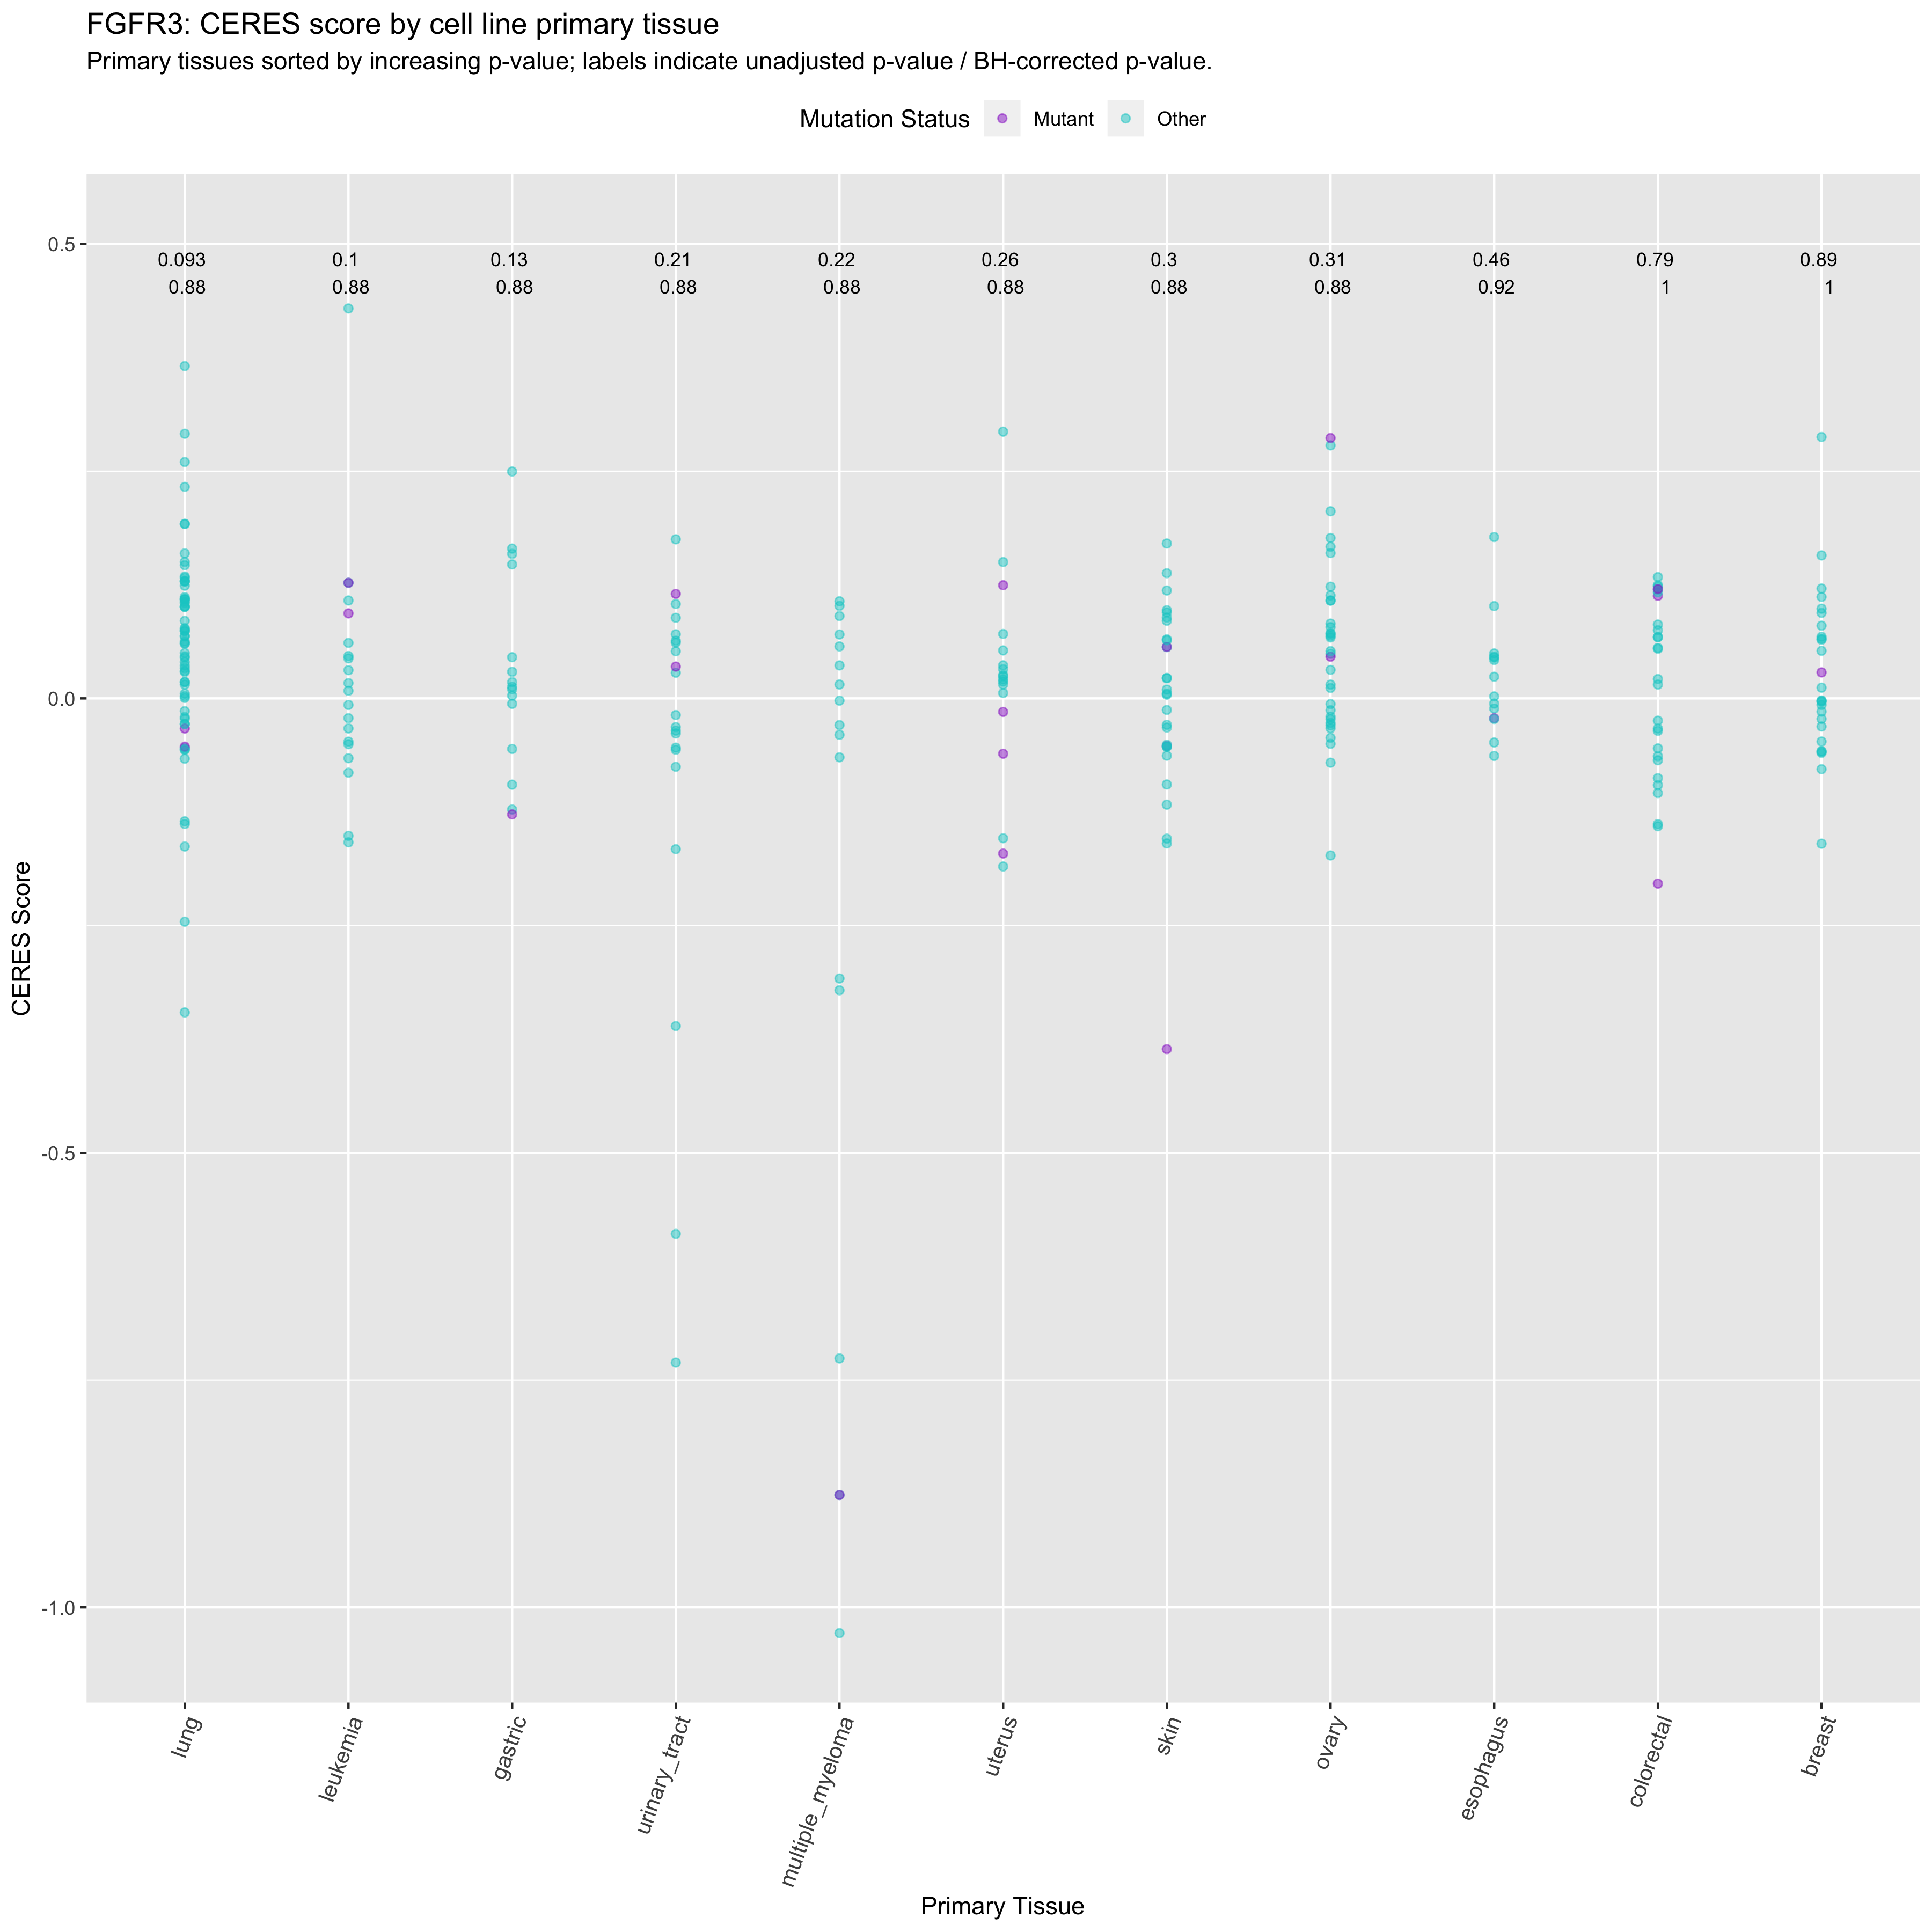 FGFR3: CERES score by cell line primary tissue
Primary tissues sorted by increasing p-value; labels indicate unadjusted p-value / BH-corrected p-value.
Mutation Status Mutant Other
0.5
0.093 0.1 0.13 0.21 0.22 0.26 0.3 0.31 0.46 0.79 0.89
0.88 0.88 0.88 0.88 0.88 0.88 0.88 0.88 0.92 1 1
0.0
CERES Score
-0.5
-1.0
lung leukemia gastric urinary_tract multiple_myeloma uterus skin ovary esophagus colorectal breast
Primary Tissue